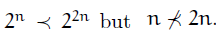 2ⁿ ≺ 2²ⁿ but n ⊀ 2n.